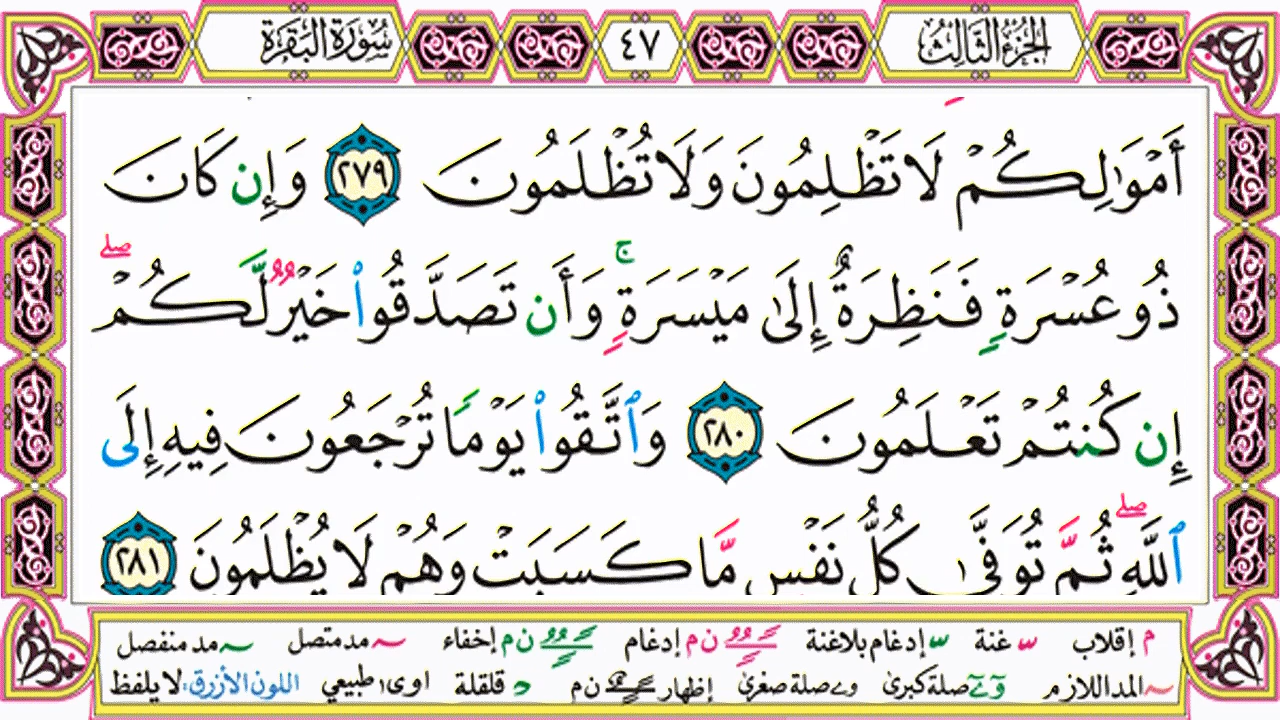 الجزء الثالث ٤٧ سورة البقرة
أَمْوَٰلِكُمْ لَا تَظْلِمُونَ وَلَا تُظْلَمُونَ ٢٧٩ وَإِن كَانَ
ذُو عُسْرَةٍ فَنَظِرَةٌ إِلَىٰ مَيْسَرَةٍ ۚ وَأَن تَصَدَّقُوا۟ خَيْرٌ لَّكُمْ ۖ
إِن كُنتُمْ تَعْلَمُونَ ٢٨٠ وَٱتَّقُوا۟ يَوْمًا تُرْجَعُونَ فِيهِ إِلَى
ٱللَّهِ ۖ ثُمَّ تُوَفَّىٰ كُلُّ نَفْسٍ مَّا كَسَبَتْ وَهُمْ لَا يُظْلَمُونَ ٢٨١
م إقلاب غنة إدغام بلاغنة ن م إدغام ن م إخفاء مد متصل مد منفصل
المد اللازم صلة كبرى صلة صغرى إظهار ن م قلقلة اوى طبيعي اللون الأزرق: لا يلفظ